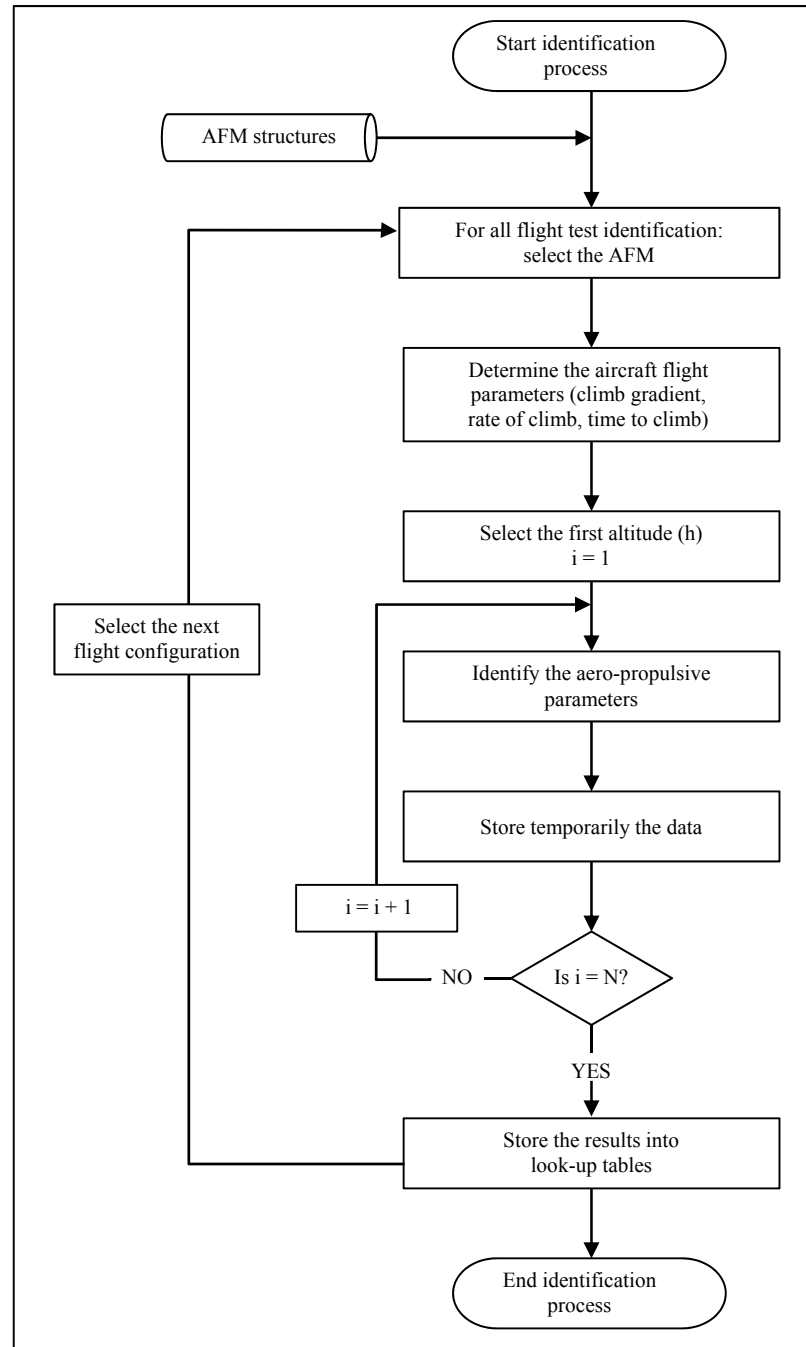 Start identification
process
AFM structures
For all flight test identification:
select the AFM
Determine the aircraft flight
parameters (climb gradient,
rate of climb, time to climb)
Select the first altitude (h)
i = 1
Select the next
flight configuration
Identify the aero-propulsive
parameters
Store temporarily the data
i = i + 1
NO
Is i = N?
YES
Store the results into
look-up tables
End identification
process